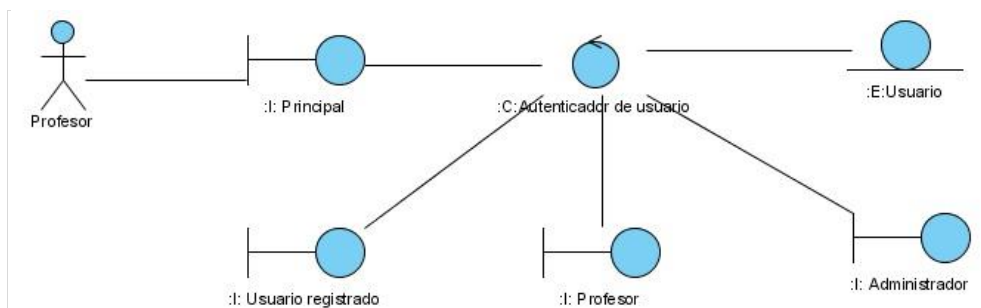 Profesor
:I: Principal
:C:Autenticador de usuario
:E:Usuario
:I: Usuario registrado
:I: Profesor
:I: Administrador